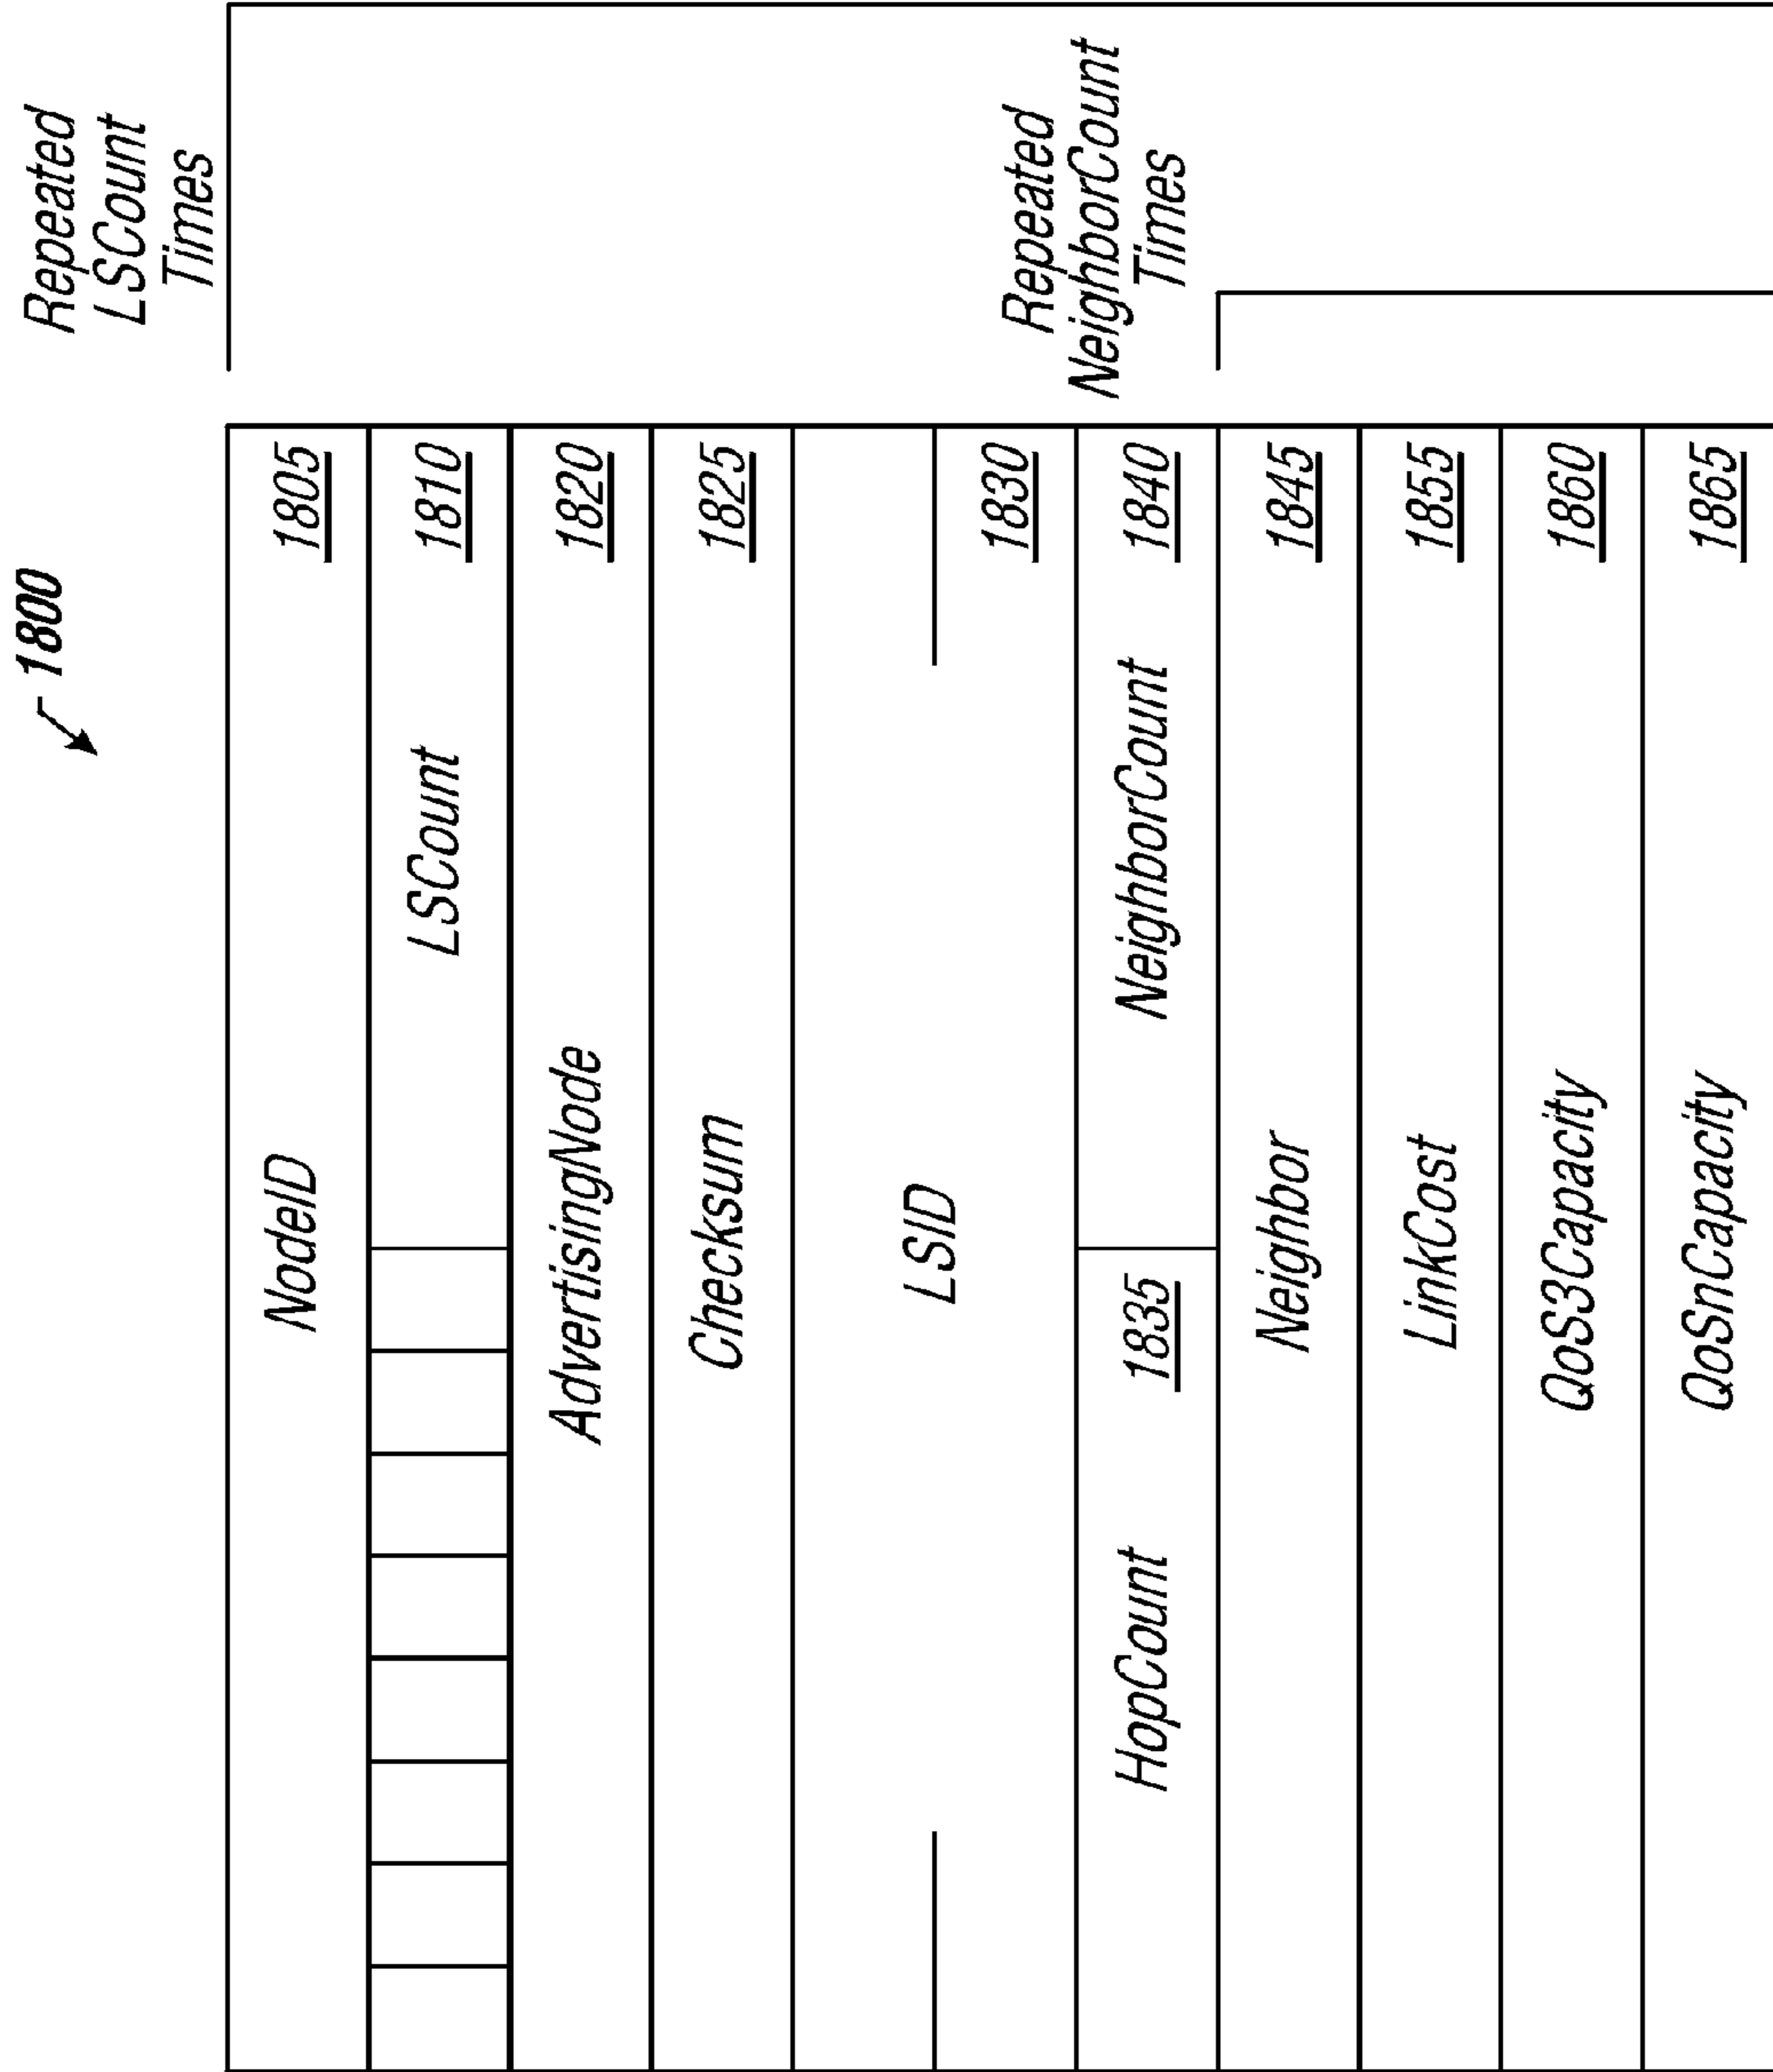 1800
Repeated
LSCount
Times
NodeID 1805
LSCount 1810
AdvertisingNode 1820
Checksum 1825
LSID 1830
Repeated
NeighborCount
Times
HopCount 1835 NeighborCount 1840
Neighbor 1845
LinkCost 1855
QoS3Capacity 1860
QoSnCapacity 1865